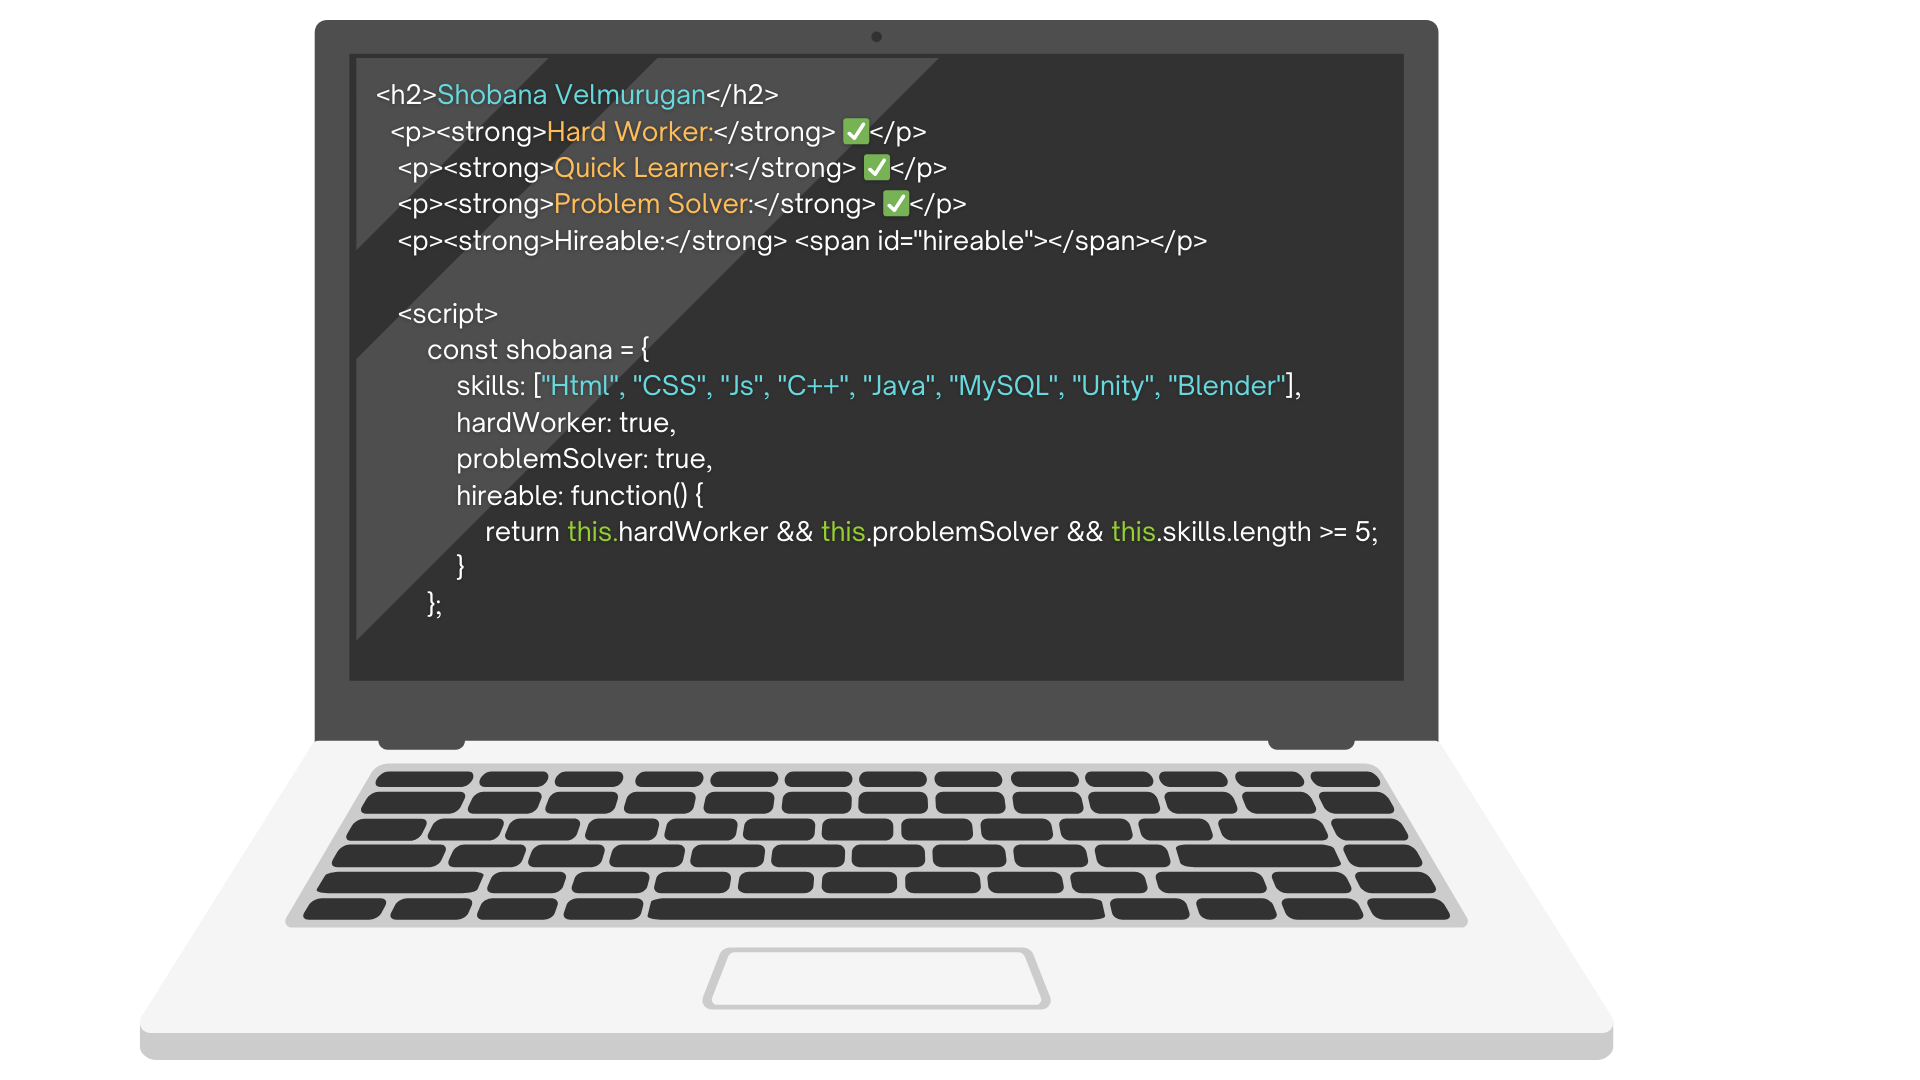 <h2>Shobana Velmurugan</h2>
<p><strong>Hard Worker:</strong> ✅</p>
<p><strong>Quick Learner:</strong> ✅</p>
<p><strong>Problem Solver:</strong> ✅</p>
<p><strong>Hireable:</strong> <span id="hireable"></span></p>
<script>
const shobana = {
skills: ["Html", "CSS", "Js", "C++", "Java", "MySQL", "Unity", "Blender"],
hardWorker: true,
problemSolver: true,
hireable: function() {
return this.hardWorker && this.problemSolver && this.skills.length >= 5;
}
};